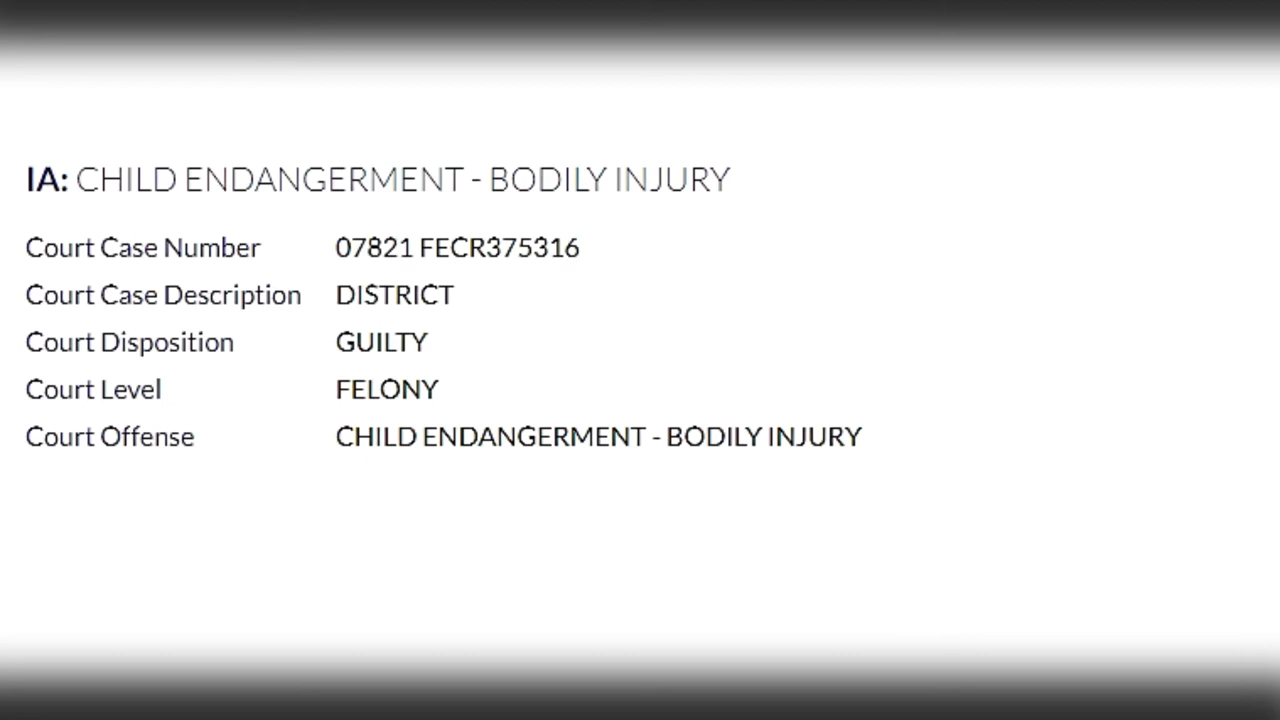 IA: CHILD ENDANGERMENT - BODILY INJURY
Court Case Number 07821 FECR375316
Court Case Description DISTRICT
Court Disposition GUILTY
Court Level FELONY
Court Offense CHILD ENDANGERMENT - BODILY INJURY